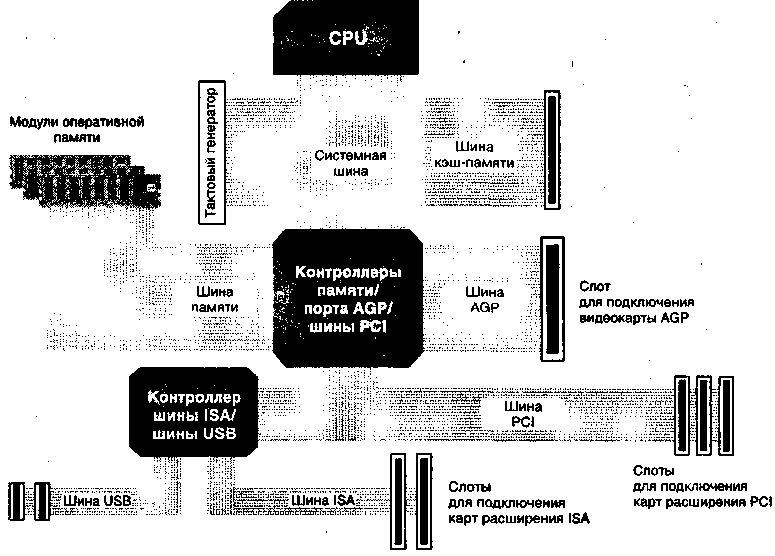 CPU
Модули оперативной
памяти
Тактовый генератор
Системная
шина
Шина
кэш-памяти
Контроллеры
памяти/
порта AGP/
шины PCI
Шина
памяти
Шина
AGP
Слот
для подключения
видеокарты AGP
Контроллер
шины ISA/
шины USB
Шина
PCI
Шина USB
Шина ISA
Слоты
для подключения
карт расширения ISA
Слоты
для подключения
карт расширения PCI